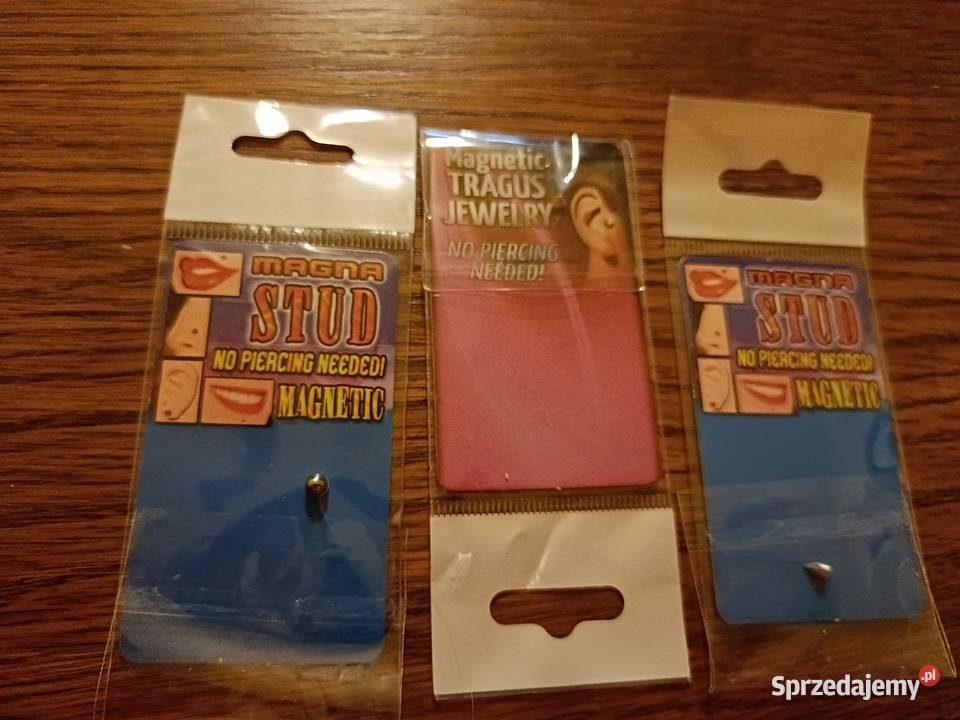 MAGNA
STUD
NO PIERCING NEEDED!
MAGNETIC
Magnetic
TRAGUS
JEWELRY
NO PIERCING
NEEDED!
MAGNA
STUD
NO PIERCING NEEDED!
MAGNETIC
Sprzedajemy.pl